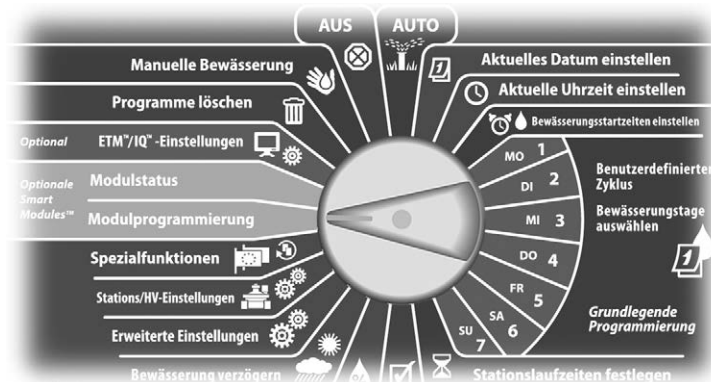 AUS
AUTO
Manuelle Bewässerung
Programme löschen
Optional
ETM™/IQ™ -Einstellungen
Optionale
Smart
Modules™
Modulstatus
Modulprogrammierung
Spezialfunktionen
Stations/HV-Einstellungen
Erweiterte Einstellungen
Bewässerung verzögern
Aktuelles Datum einstellen
Aktuelle Uhrzeit einstellen
Bewässerungsstartzeiten einstellen
MO 1
DI 2
MI 3
DO 4
FR 5
SA 6
SU 7
Benutzerdefinierter
Zyklus
Bewässerungstage
auswählen
1
Grundlegende
Programmierung
Stationslaufzeiten festlegen
%